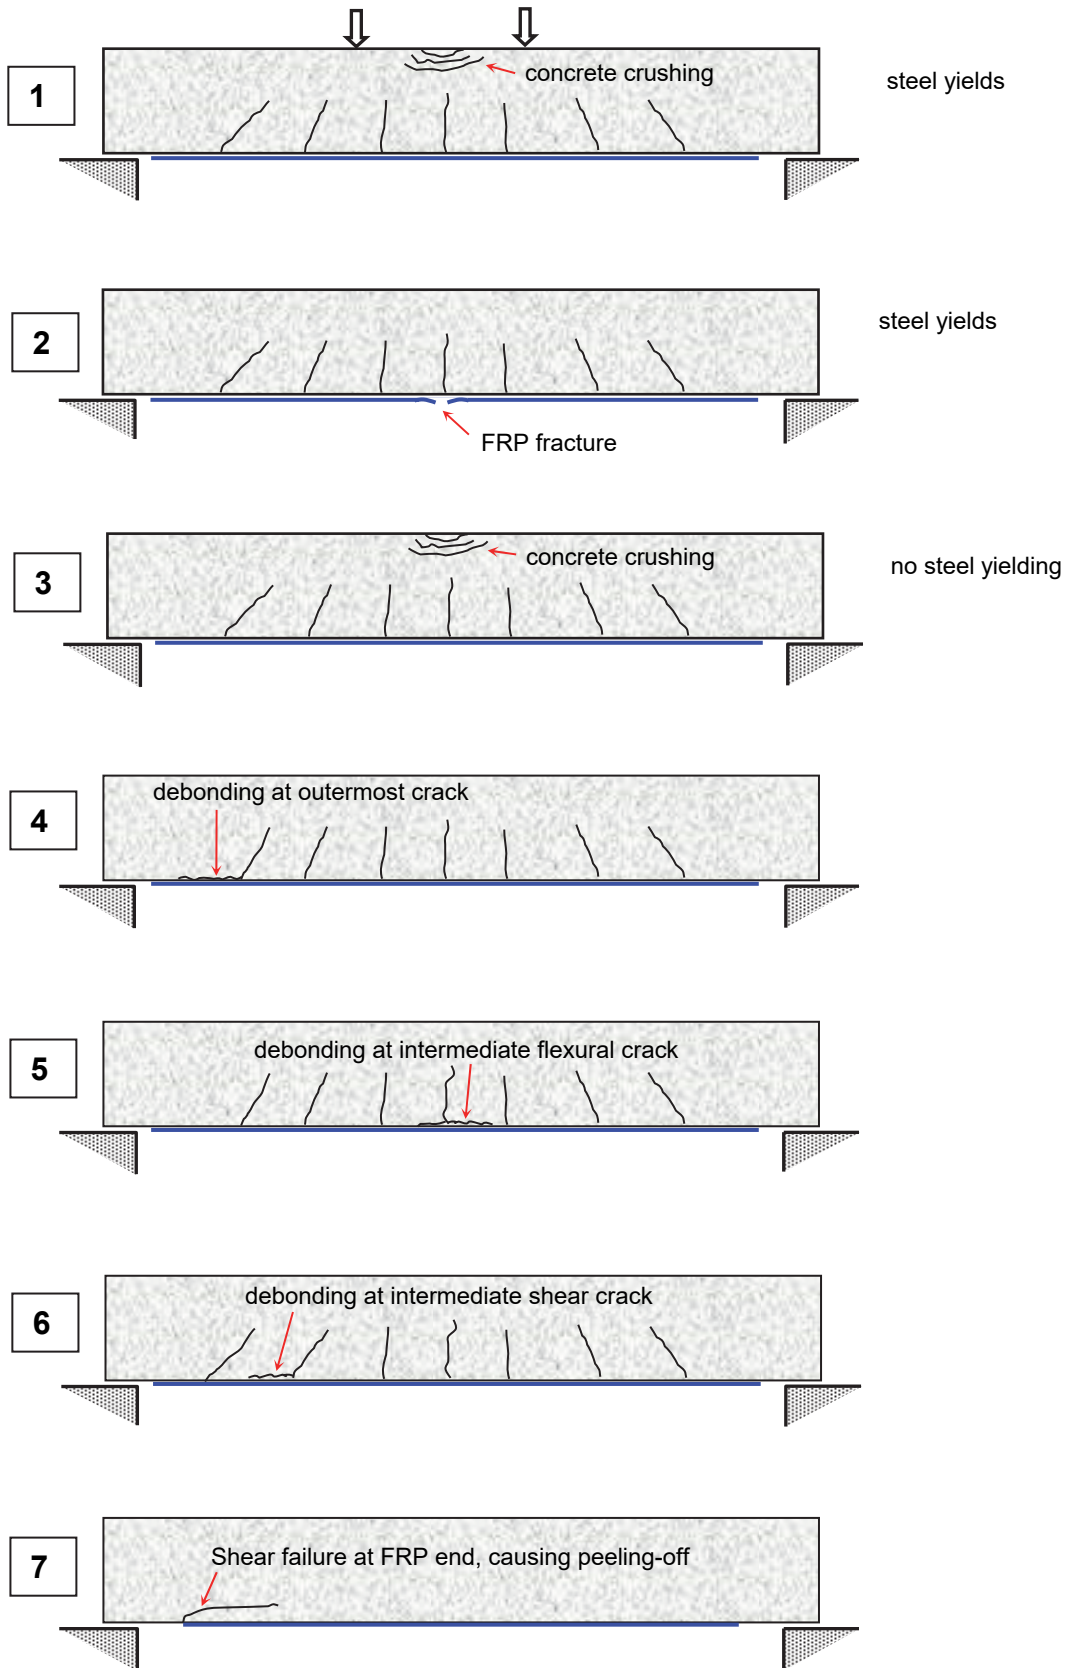 1
concrete crushing
steel yields
2
steel yields
FRP fracture
3
concrete crushing
no steel yielding
4
debonding at outermost crack
5
debonding at intermediate flexural crack
6
debonding at intermediate shear crack
7
Shear failure at FRP end, causing peeling-off